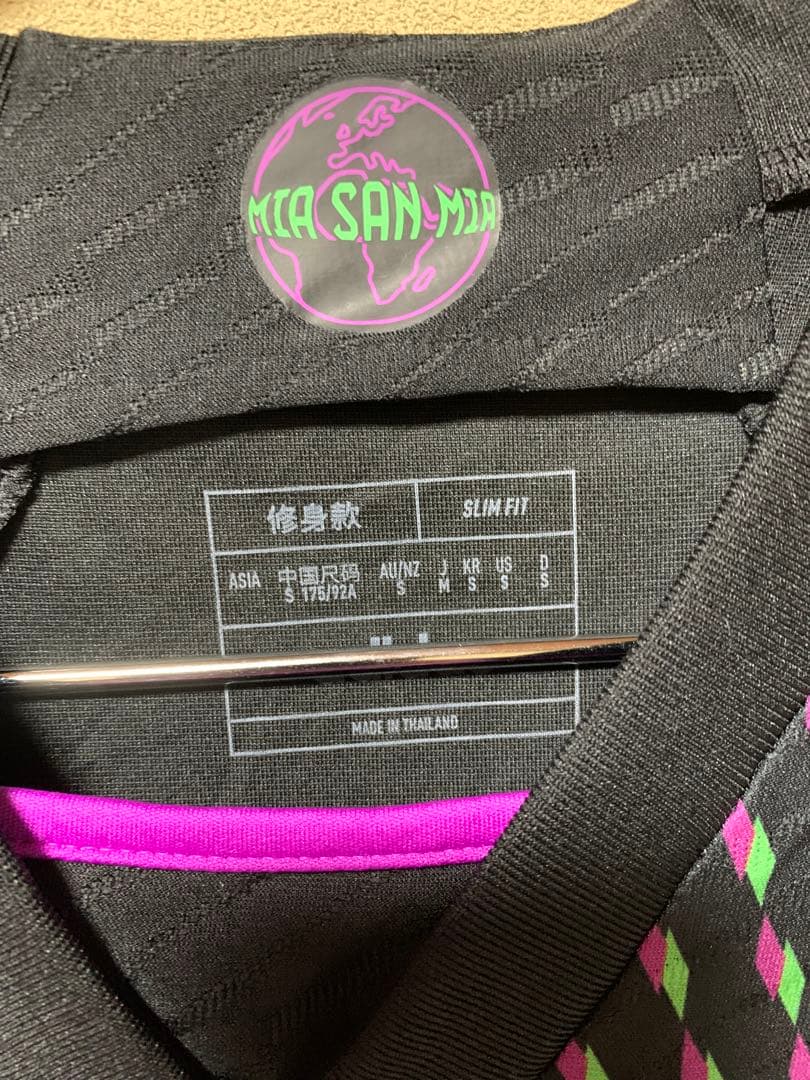 MIA SAN MIA
修身款 SLIM FIT
ASIA 中国尺码 AU/NZ J KR US D
S 175/92A S M S S S
MADE IN THAILAND